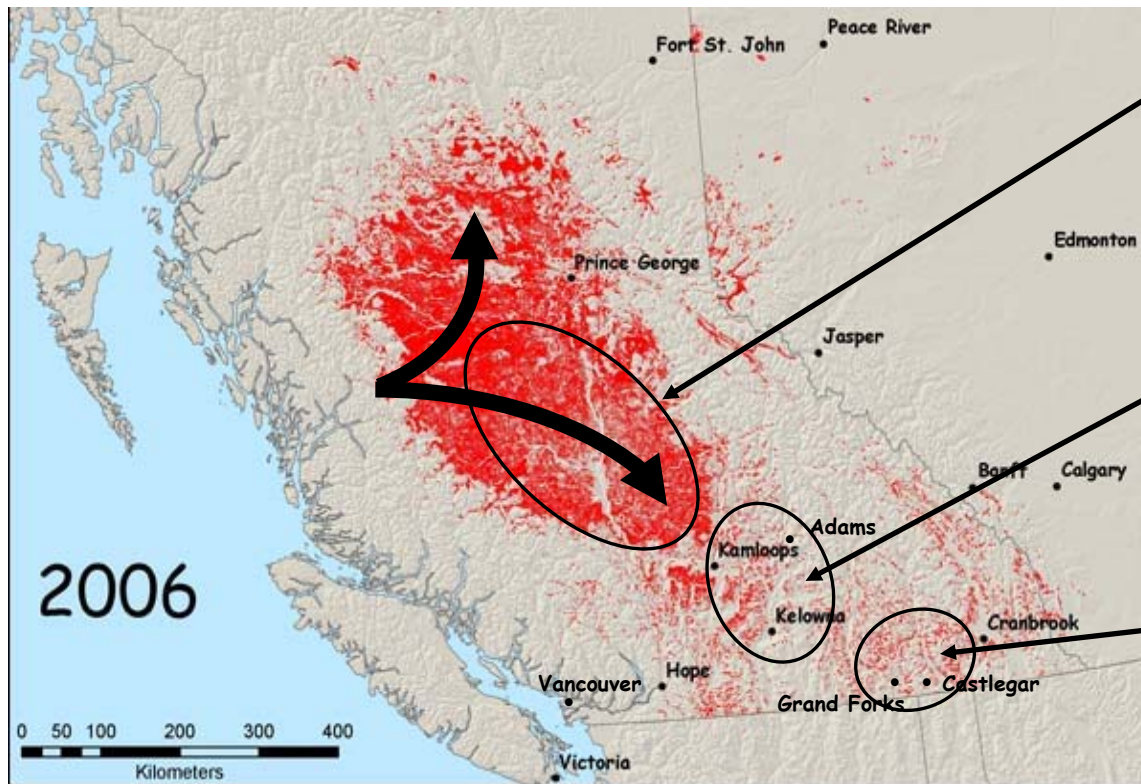 Peace River
Fort St. John
Edmonton
Prince George
Jasper
Banff
Calgary
Adams
Kamloops
2006
Kelowna
Cranbrook
Hope
Vancouver
Castlegar
Grand Forks
0 50 100 200 300 400
Kilometers
Victoria